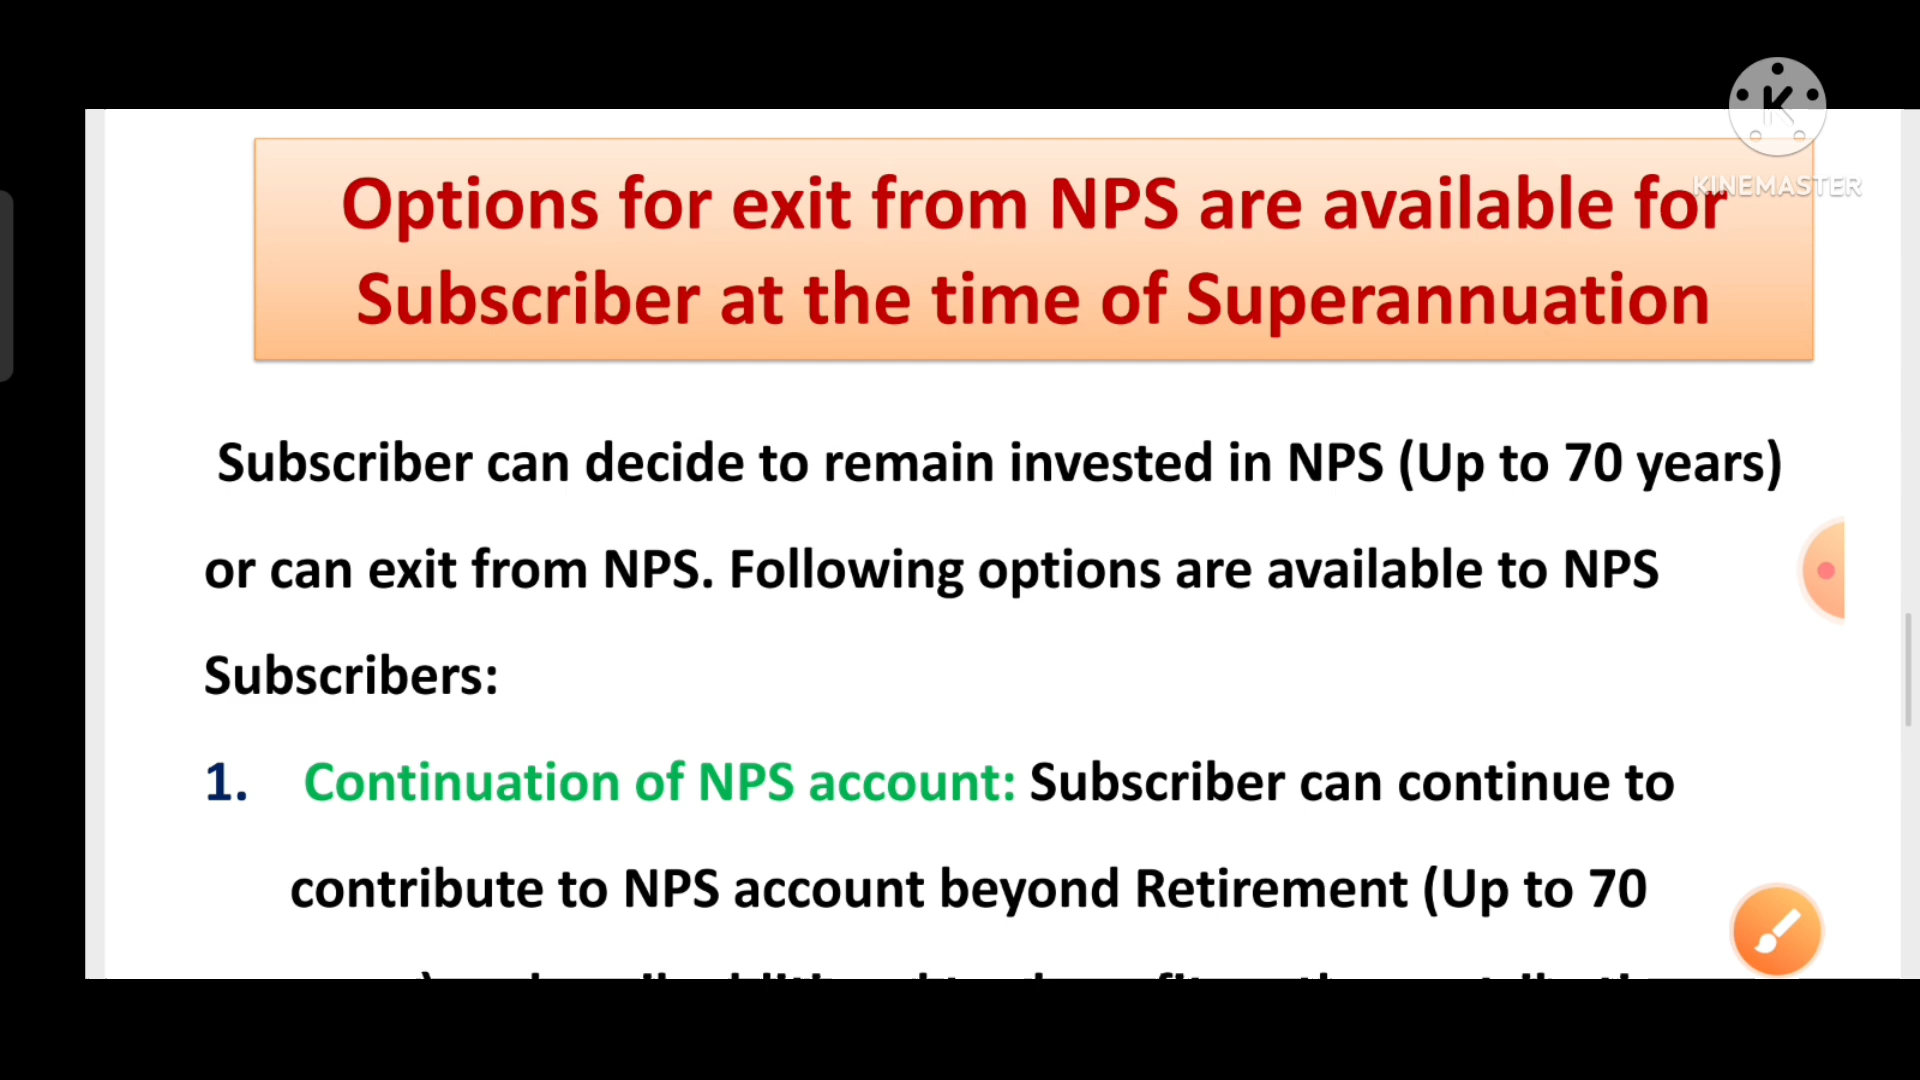 KINEMASTER
Options for exit from NPS are available for
Subscriber at the time of Superannuation
Subscriber can decide to remain invested in NPS (Up to 70 years)
or can exit from NPS. Following options are available to NPS
Subscribers:
1. Continuation of NPS account: Subscriber can continue to
contribute to NPS account beyond Retirement (Up to 70